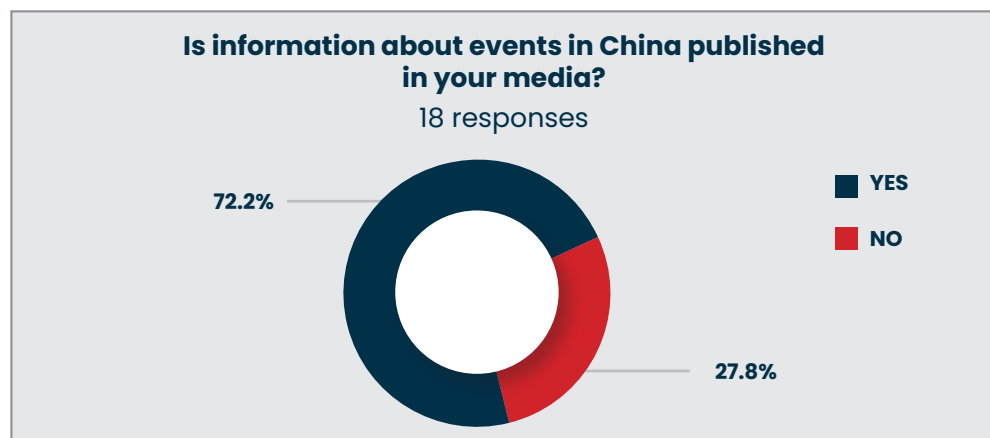 Is information about events in China published
in your media?
18 responses
72.2%
YES
NO
27.8%